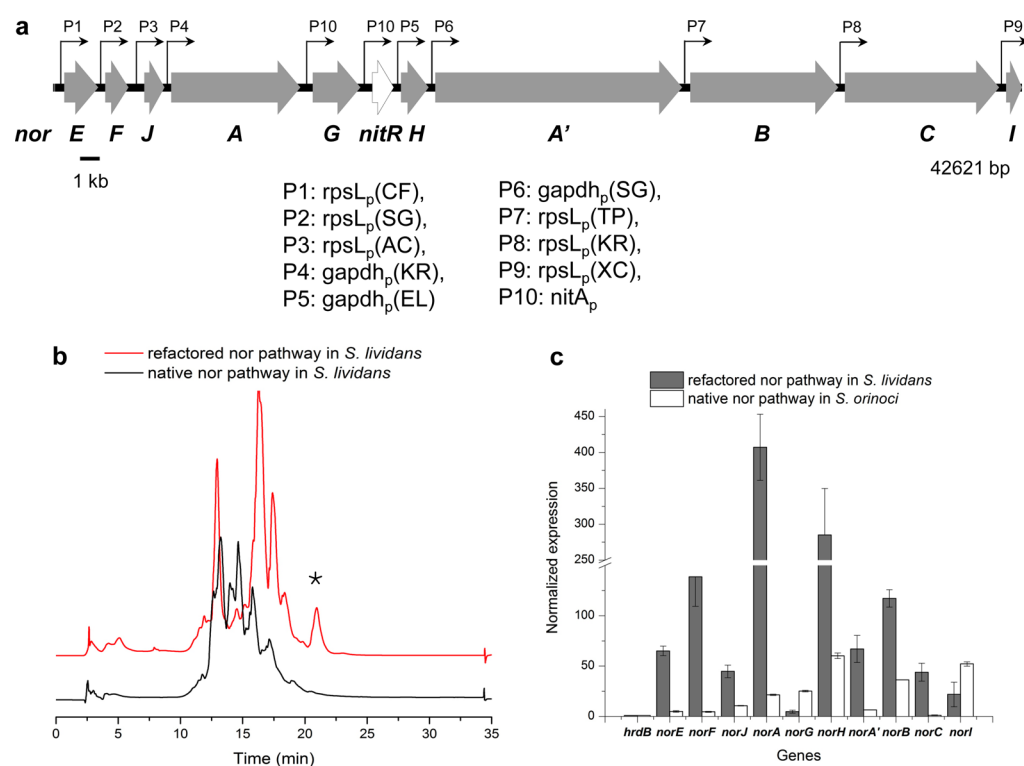 a
P1 P2 P3 P4 P10 P10 P5 P6 P7 P8 P9
nor E F J A G nitR H A’ B C I
1 kb
42621 bp
P1: rpsLp(CF),
P2: rpsLp(SG),
P3: rpsLp(AC),
P4: gapdhp(KR),
P5: gapdhp(EL)
P6: gapdhp(SG),
P7: rpsLp(TP),
P8: rpsLp(KR),
P9: rpsLp(XC),
P10: nitAp
b
refactored nor pathway in S. lividans
native nor pathway in S. lividans
*
0 5 10 15 20 25 30 35
Time (min)
c
refactored nor pathway in S. lividans
native nor pathway in S. orinoci
Normalized expression
450
400
350
300
250
100
50
0
hrdB norE norF norJ norA norG norH norA' norB norC norI
Genes